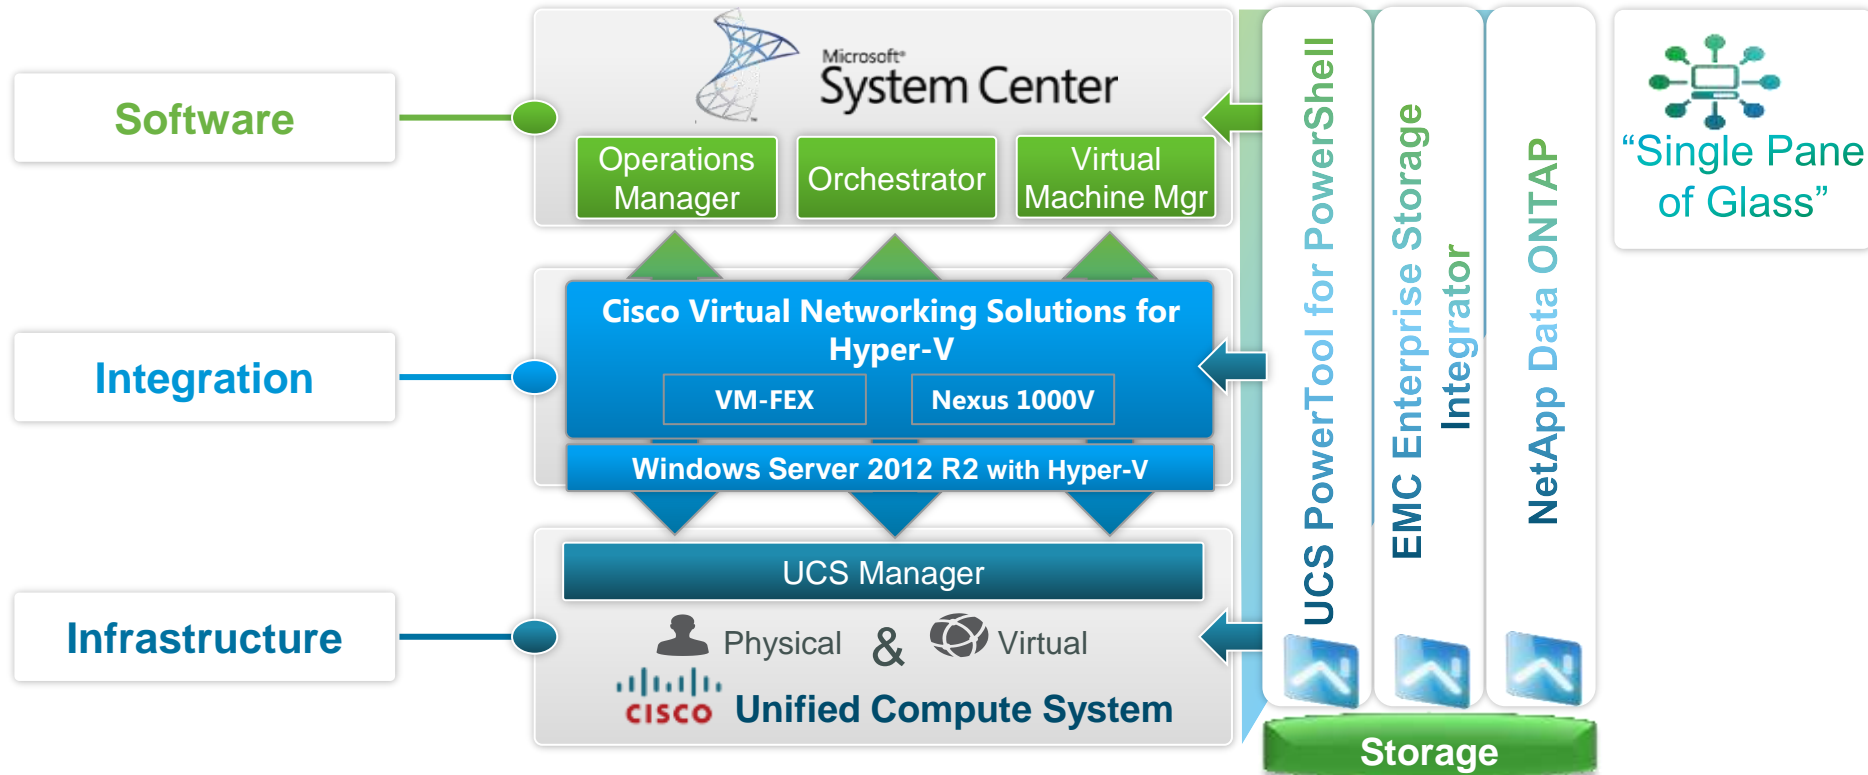 Software
Integration
Infrastructure
Microsoft®
System Center
™
Operations
Manager
Orchestrator
Virtual
Machine Mgr
Cisco Virtual Networking Solutions for
Hyper-V
VM-FEX
Nexus 1000V
Windows Server 2012 R2 with Hyper-V
UCS Manager
Physical & Virtual
CISCO Unified Compute System
UCS PowerTool for PowerShell
EMC Enterprise Storage
Integrator
NetApp Data ONTAP
Storage
“Single Pane
of Glass”